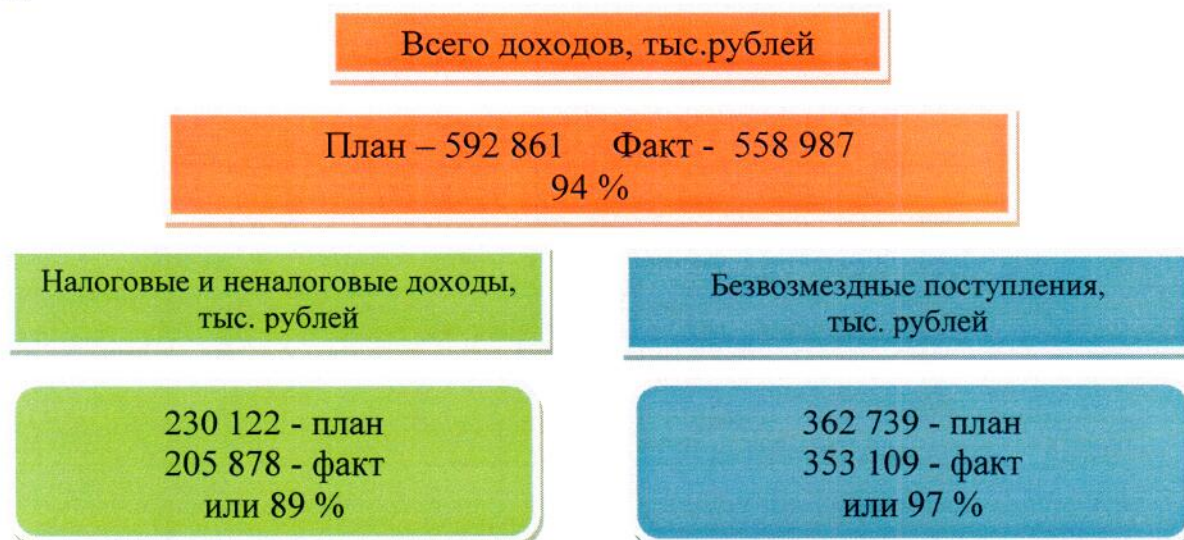 Всего доходов, тыс.рублей
План – 592 861 Факт - 558 987
94 %
Налоговые и неналоговые доходы,
тыс. рублей
Безвозмездные поступления,
тыс. рублей
230 122 - план
205 878 - факт
или 89 %
362 739 - план
353 109 - факт
или 97 %